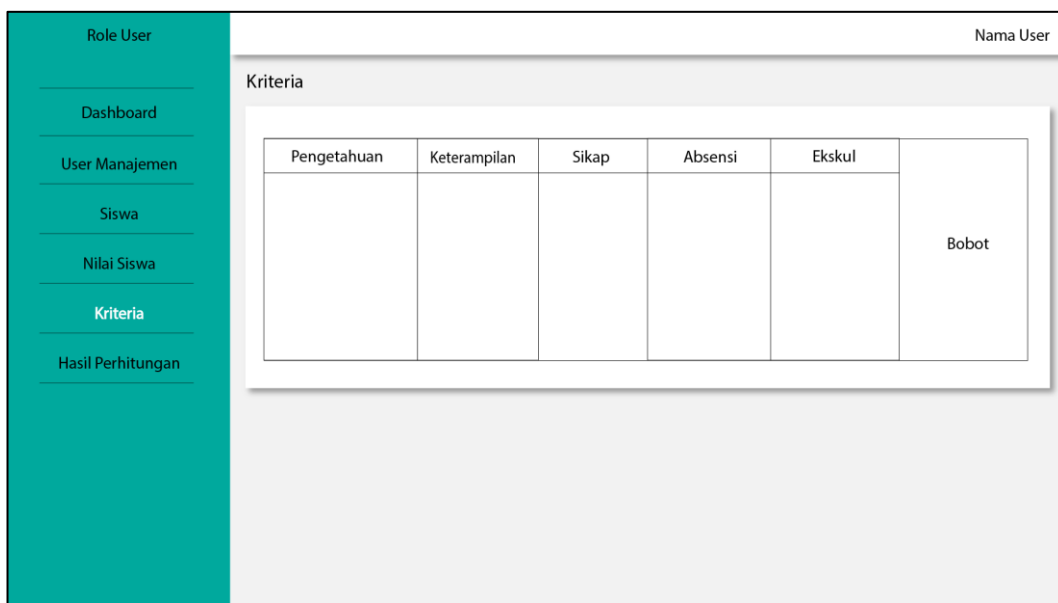 Role User
Nama User
Dashboard
User Manajemen
Siswa
Nilai Siswa
Kriteria
Hasil Perhitungan
Kriteria
Pengetahuan Keterampilan Sikap Absensi Ekskul
Bobot